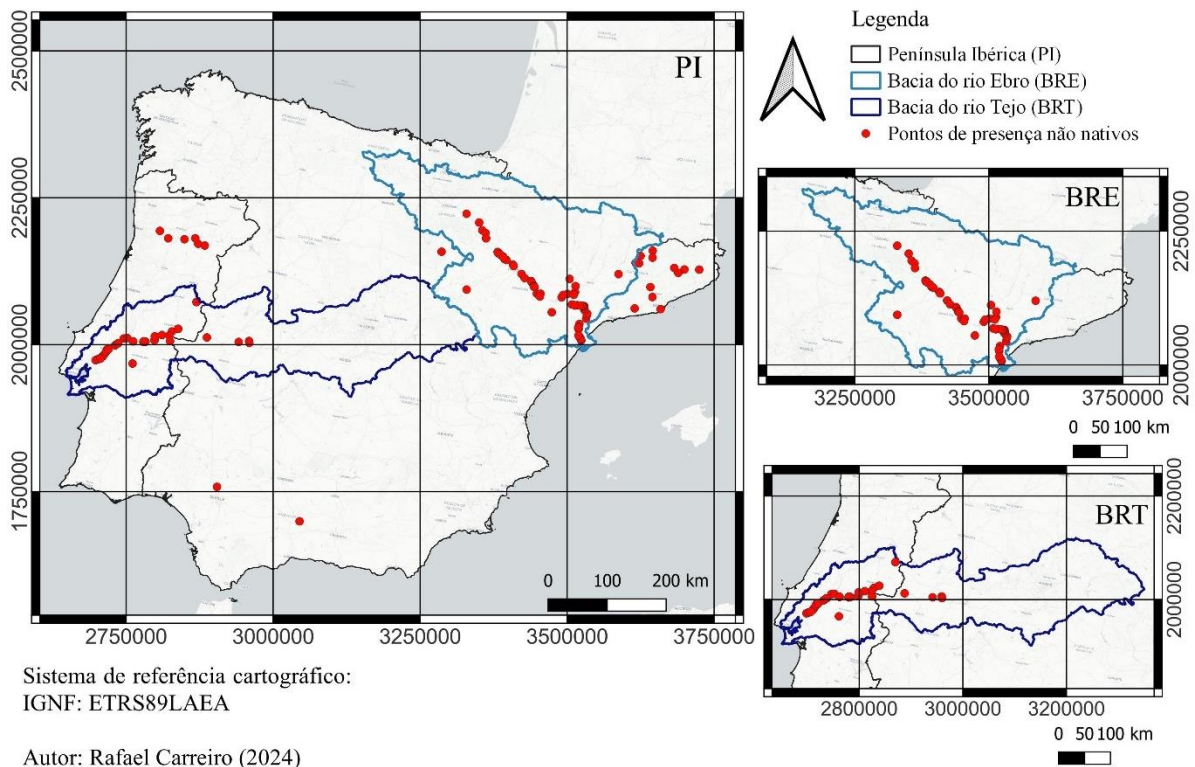 PI
2500000
2250000
2000000
1750000
2750000
3000000
3250000
3500000
3750000
0 100 200 km
Legenda
Península Ibérica (PI)
Bacia do rio Ebro (BRE)
Bacia do rio Tejo (BRT)
Pontos de presença não nativos
BRE
2250000
2000000
3250000
3500000
3750000
0 50 100 km
BRT
2200000
2000000
2800000
3000000
3200000
0 50 100 km
Sistema de referência cartográfico:
IGNF: ETRS89LAEA
Autor: Rafael Carreiro (2024)